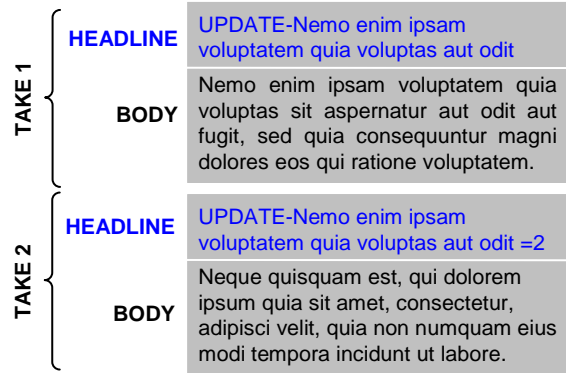 TAKE 1
HEADLINE
UPDATE-Nemo enim ipsam
voluptatem quia voluptas aut odit
BODY
Nemo enim ipsam voluptatem quia
voluptas sit aspernatur aut odit aut
fugit, sed quia consequuntur magni
dolores eos qui ratione voluptatem.
TAKE 2
HEADLINE
UPDATE-Nemo enim ipsam
voluptatem quia voluptas aut odit =2
BODY
Neque quisquam est, qui dolorem
ipsum quia sit amet, consectetur,
adipisci velit, quia non numquam eius
modi tempora incidunt ut labore.